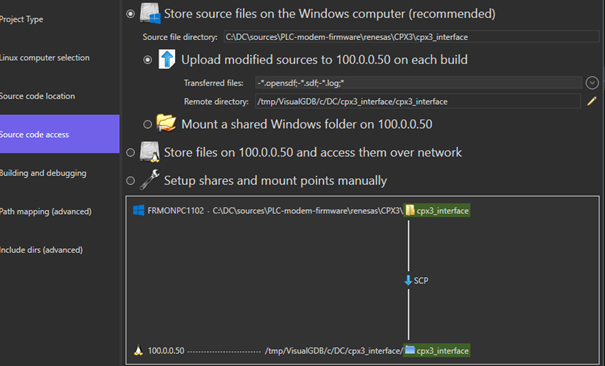 Project Type
Store source files on the Windows computer (recommended)
Source file directory: C:\DC\sources\PLC-modem-firmware\renesas\CPX3\cpx3_interface
Linux computer selection
Upload modified sources to 100.0.0.50 on each build
Source code location
Transferred files: -*.opensdf;-*.sdf;-*.log;*
Remote directory: /tmp/VisualGDB/c/DC/cpx3_interface/cpx3_interface
Source code access
Mount a shared Windows folder on 100.0.0.50
Store files on 100.0.0.50 and access them over network
Building and debugging
Setup shares and mount points manually
Path mapping (advanced)
FRMONPC1102 - C:\DC\sources\PLC-modem-firmware\renesas\CPX3\ cpx3_interface
Include dirs (advanced)
SCP
100.0.0.50 /tmp/VisualGDB/c/DC/cpx3_interface/ cpx3_interface